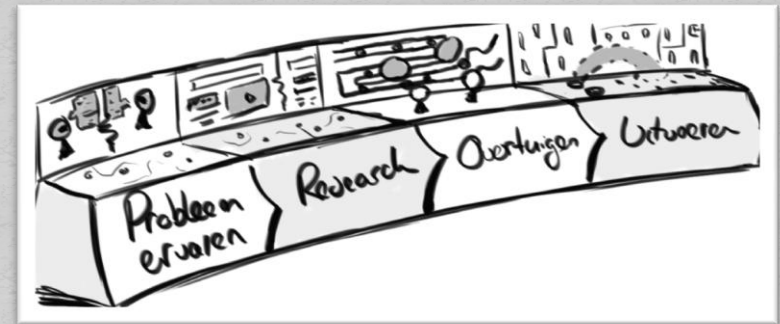 Probleem
ervaren
Research
Overtuigen
Uitvoeren